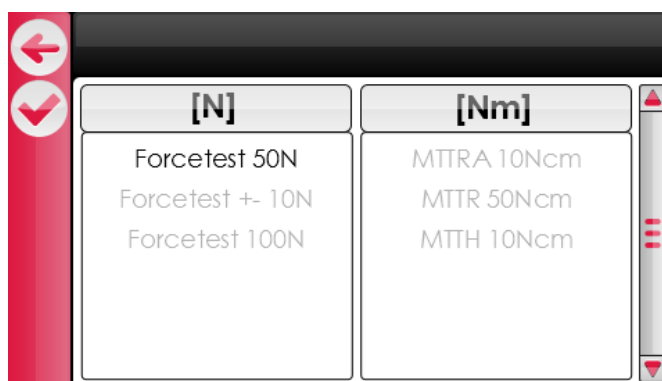 [N]
Forcetest 50N
Forcetest +- 10N
Forcetest 100N
[Nm]
MTTRA 10Ncm
MTTR 50Ncm
MTTH 10Ncm